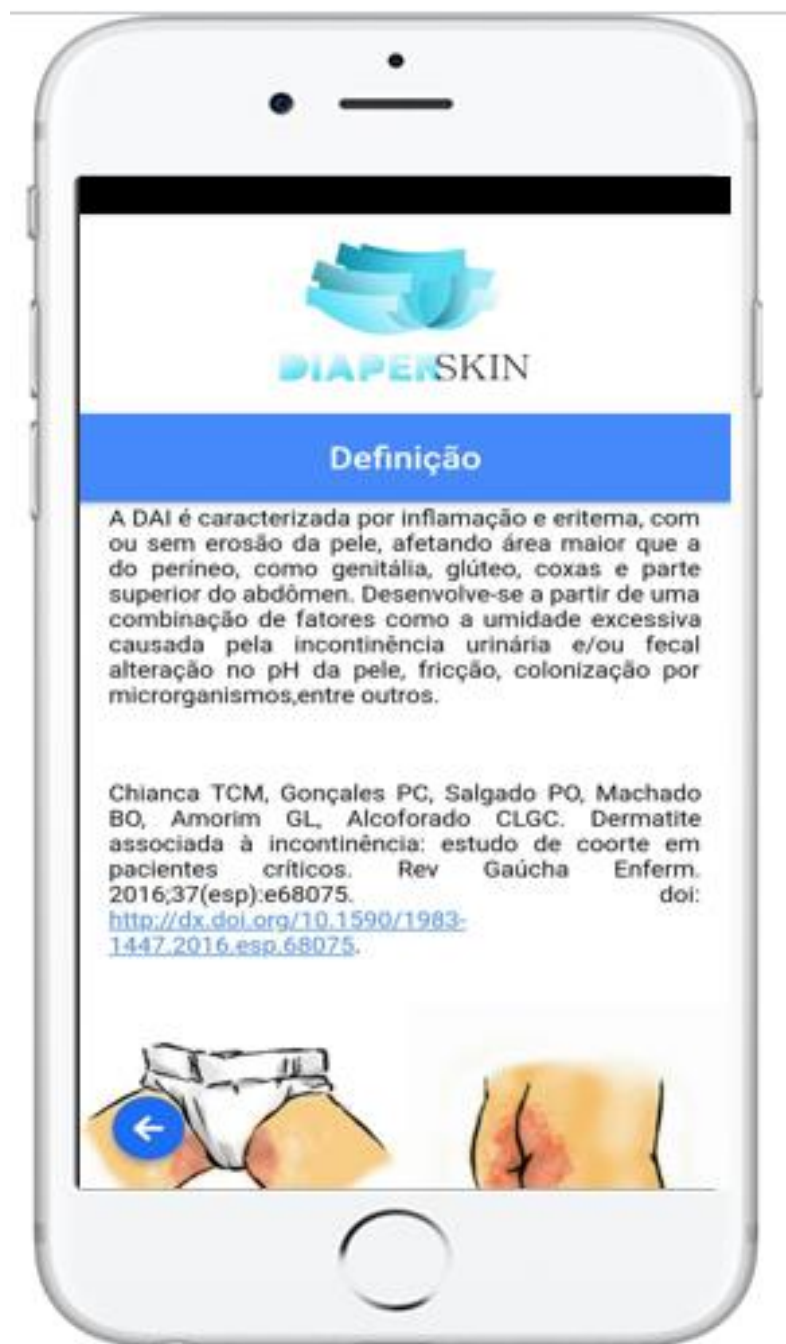 DIAPERSKIN
Definição
A DAI é caracterizada por inflamação e eritema, com
ou sem erosão da pele, afetando área maior que a
do períneo, como genitália, glúteo, coxas e parte
superior do abdômen. Desenvolve-se a partir de uma
combinação de fatores como a umidade excessiva
causada pela incontinência urinária e/ou fecal
alteração no pH da pele, fricção, colonização por
microrganismos,entre outros.
Chianca TCM, Gonçales PC, Salgado PO, Machado
BO, Amorim GL, Alcoforado CLGC. Dermatite
associada à incontinência: estudo de coorte em
pacientes críticos. Rev Gaúcha Enferm.
2016;37(esp):e68075. doi:
http://dx.doi.org/10.1590/1983-
1447.2016.esp.68075.